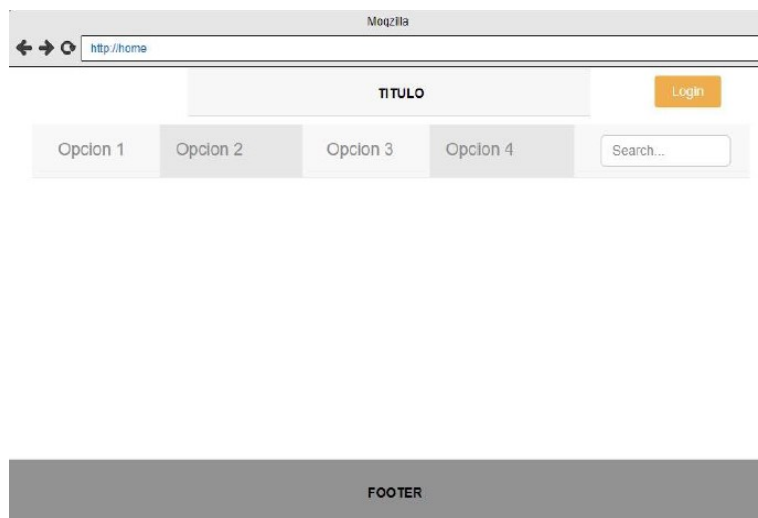 Moqzilla
http://home
TITULO
Login
Opcion 1 Opcion 2 Opcion 3 Opcion 4 Search...
FOOTER